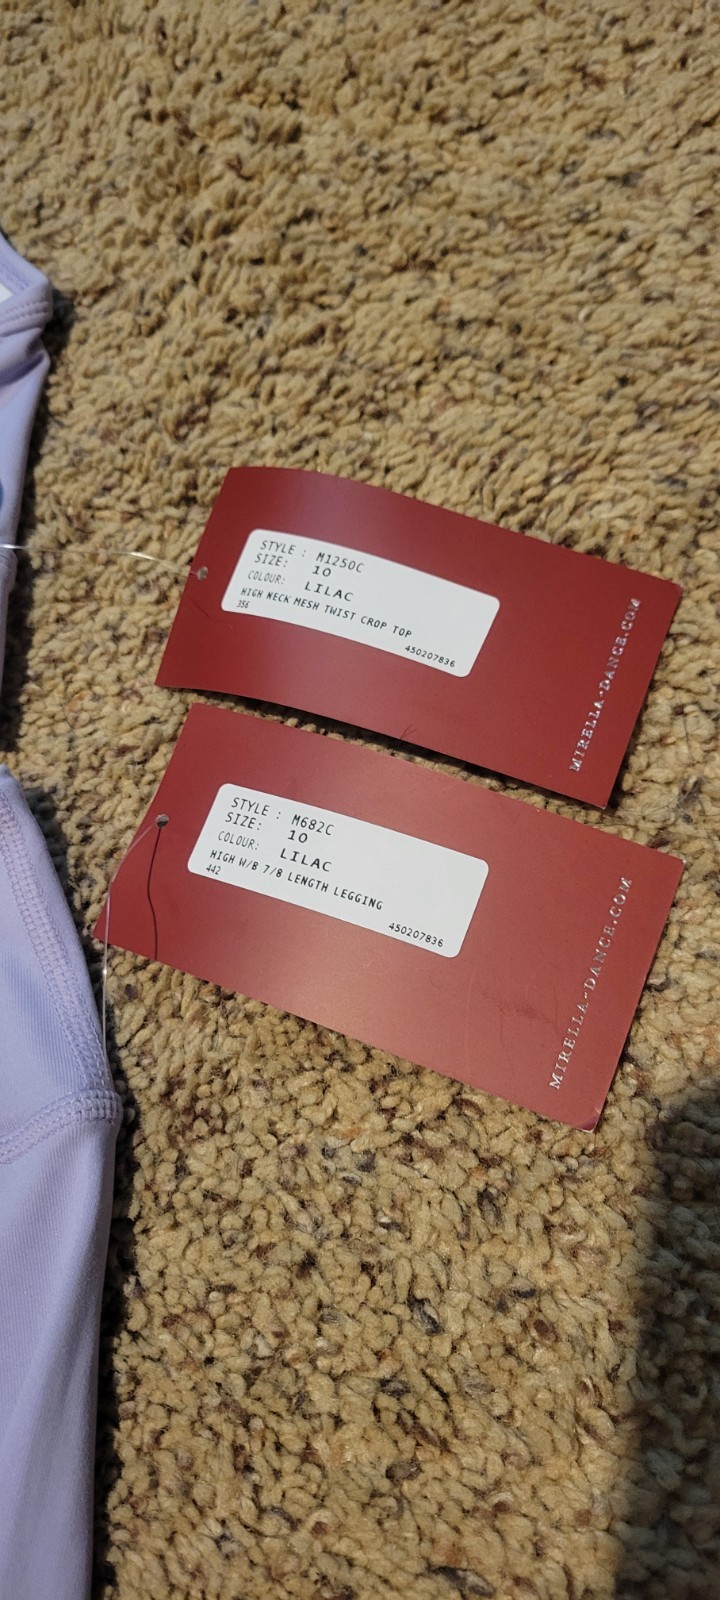 STYLE : M1250C
SIZE: 10
COLOUR: LILAC
HIGH NECK MESH TWIST CROP TOP
356
450207836
MIRELLA-DANCE.COM
STYLE : M682C
SIZE: 10
COLOUR: LILAC
HIGH W/B 7/8 LENGTH LEGGING
442
450207836
MIRELLA-DANCE.COM